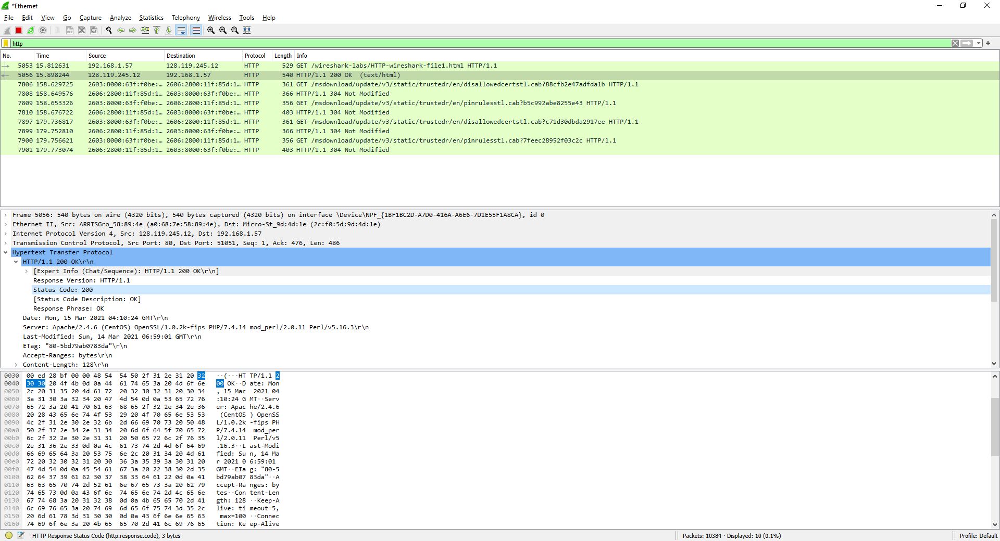 *Ethernet
File Edit View Go Capture Analyze Statistics Telephony Wireless Tools Help
http
No. Time Source Destination Protocol Length Info
5053 15.812631 192.168.1.57 128.119.245.12 HTTP 529 GET /wireshark-labs/HTTP-wireshark-file1.html HTTP/1.1
5056 15.898244 128.119.245.12 192.168.1.57 HTTP 540 HTTP/1.1 200 OK (text/html)
7806 158.629725 2603:8000:63f:f0be:… 2606:2800:11f:85d:1… HTTP 361 GET /msdownload/update/v3/static/trustedr/en/disallowedcertstl.cab?88cfb2e47adfda1b HTTP/1.1
7808 158.649576 2606:2800:11f:85d:1… 2603:8000:63f:f0be:… HTTP 366 HTTP/1.1 304 Not Modified
7809 158.653326 2603:8000:63f:f0be:… 2606:2800:11f:85d:1… HTTP 356 GET /msdownload/update/v3/static/trustedr/en/pinrulesstl.cab?b5c992abe8255e43 HTTP/1.1
7810 158.676722 2606:2800:11f:85d:1… 2603:8000:63f:f0be:… HTTP 403 HTTP/1.1 304 Not Modified
7897 179.736817 2603:8000:63f:f0be:… 2606:2800:11f:85d:1… HTTP 361 GET /msdownload/update/v3/static/trustedr/en/disallowedcertstl.cab?c71d30dbda2917ee HTTP/1.1
7899 179.752810 2606:2800:11f:85d:1… 2603:8000:63f:f0be:… HTTP 366 HTTP/1.1 304 Not Modified
7900 179.756621 2603:8000:63f:f0be:… 2606:2800:11f:85d:1… HTTP 356 GET /msdownload/update/v3/static/trustedr/en/pinrulesstl.cab?7feec28952f03c2c HTTP/1.1
7901 179.773074 2606:2800:11f:85d:1… 2603:8000:63f:f0be:… HTTP 403 HTTP/1.1 304 Not Modified
Frame 5056: 540 bytes on wire (4320 bits), 540 bytes captured (4320 bits) on interface \Device\NPF_{1BF1BC2D-A7D0-416A-A6E6-7D1E55F1A8CA}, id 0
Ethernet II, Src: ARRISGro_58:89:4e (a0:68:7e:58:89:4e), Dst: Micro-St_9d:4d:1e (2c:f0:5d:9d:4d:1e)
Internet Protocol Version 4, Src: 128.119.245.12, Dst: 192.168.1.57
Transmission Control Protocol, Src Port: 80, Dst Port: 51051, Seq: 1, Ack: 476, Len: 486
Hypertext Transfer Protocol
HTTP/1.1 200 OK\r\n
[Expert Info (Chat/Sequence): HTTP/1.1 200 OK\r\n]
Response Version: HTTP/1.1
Status Code: 200
[Status Code Description: OK]
Response Phrase: OK
Date: Mon, 15 Mar 2021 04:10:24 GMT\r\n
Server: Apache/2.4.6 (CentOS) OpenSSL/1.0.2k-fips PHP/7.4.14 mod_perl/2.0.11 Perl/v5.16.3\r\n
Last-Modified: Sun, 14 Mar 2021 06:59:01 GMT\r\n
ETag: "80-5bd79ab0783da"\r\n
Accept-Ranges: bytes\r\n
Content-Length: 128\r\n
0030 00 ed 28 bf 00 00 48 54 54 50 2f 31 2e 31 20 32 ··(···HT TP/1.1 2
0040 30 30 20 4f 4b 0d 0a 44 61 74 65 3a 20 4d 6f 6e 00 OK··D ate: Mon
0050 2c 20 31 35 20 4d 61 72 20 32 30 32 31 20 30 34 , 15 Mar 2021 04
0060 3a 31 30 3a 32 34 20 47 4d 54 0d 0a 53 65 72 76 :10:24 G MT··Serv
0070 65 72 3a 20 41 70 61 63 68 65 2f 32 2e 34 2e 36 er: Apac he/2.4.6
0080 20 28 43 65 6e 74 4f 53 29 20 4f 70 65 6e 53 53 (CentOS ) OpenSS
0090 4c 2f 31 2e 30 2e 32 6b 2d 66 69 70 73 20 50 48 L/1.0.2k -fips PH
00a0 50 2f 37 2e 34 2e 31 34 20 6d 6f 64 5f 70 65 72 P/7.4.14 mod_per
00b0 6c 2f 32 2e 30 2e 31 31 20 50 65 72 6c 2f 76 35 l/2.0.11 Perl/v5
00c0 2e 31 36 2e 33 0d 0a 4c 61 73 74 2d 4d 6f 64 69 .16.3··L ast-Modi
00d0 66 69 65 64 3a 20 53 75 6e 2c 20 31 34 20 4d 61 fied: Su n, 14 Ma
00e0 72 20 32 30 32 31 20 30 36 3a 35 39 3a 30 31 20 r 2021 0 6:59:01
00f0 47 4d 54 0d 0a 45 54 61 67 3a 20 22 38 30 2d 35 GMT··ETa g: "80-5
0100 62 64 37 39 61 62 30 37 38 33 64 61 22 0d 0a 41 bd79ab07 83da"··A
0110 63 63 65 70 74 2d 52 61 6e 67 65 73 3a 20 62 79 ccept-Ra nges: by
0120 74 65 73 0d 0a 43 6f 6e 74 65 6e 74 2d 4c 65 6e tes··Con tent-Len
0130 67 74 68 3a 20 31 32 38 0d 0a 4b 65 65 70 2d 41 gth: 128 ··Keep-A
0140 6c 69 76 65 3a 20 74 69 6d 65 6f 75 74 3d 35 2c live: ti meout=5,
0150 20 6d 61 78 3d 31 30 30 0d 0a 43 6f 6e 6e 65 63 max=100 ··Connec
0160 74 69 6f 6e 3a 20 4b 65 65 70 2d 41 6c 69 76 65 tion: Ke ep-Alive
HTTP Response Status Code (http.response.code), 3 bytes Packets: 10384 · Displayed: 10 (0.1%) Profile: Default